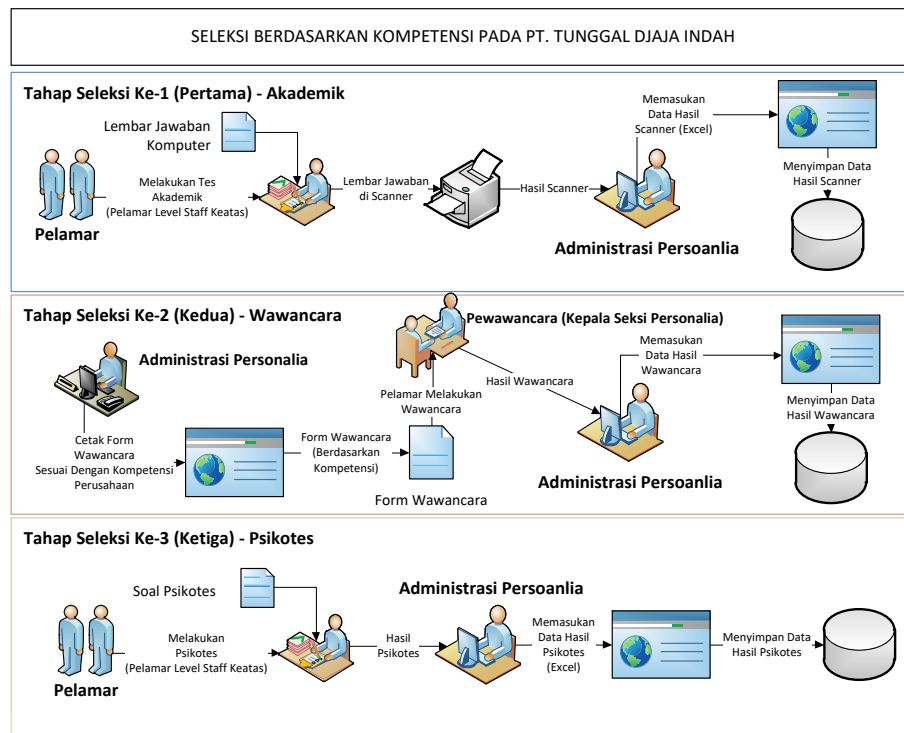 SELEKSI BERDASARKAN KOMPETENSI PADA PT. TUNGGAL DJAJA INDAH
Tahap Seleksi Ke-1 (Pertama) - Akademik
Lembar Jawaban
Komputer
Melakukan Tes
Akademik
(Pelamar Level Staff Keatas)
Pelamar
Lembar Jawaban
di Scanner
Hasil Scanner
Memasukan
Data Hasil
Scanner (Excel)
Administrasi Persoanlia
Menyimpan Data
Hasil Scanner
Tahap Seleksi Ke-2 (Kedua) - Wawancara
Administrasi Personalia
Cetak Form
Wawancara
Sesuai Dengan Kompetensi
Perusahaan
Form Wawancara
(Berdasarkan
Kompetensi)
Form Wawancara
Pelamar Melakukan
Wawancara
Pewawancara (Kepala Seksi Personalia)
Hasil Wawancara
Memasukan
Data Hasil
Wawancara
Administrasi Persoanlia
Menyimpan Data
Hasil Wawancara
Tahap Seleksi Ke-3 (Ketiga) - Psikotes
Soal Psikotes
Melakukan
Psikotes
(Pelamar Level Staff Keatas)
Pelamar
Hasil
Psikotes
Administrasi Persoanlia
Memasukan
Data Hasil
Psikotes
(Excel)
Menyimpan Data
Hasil Psikotes